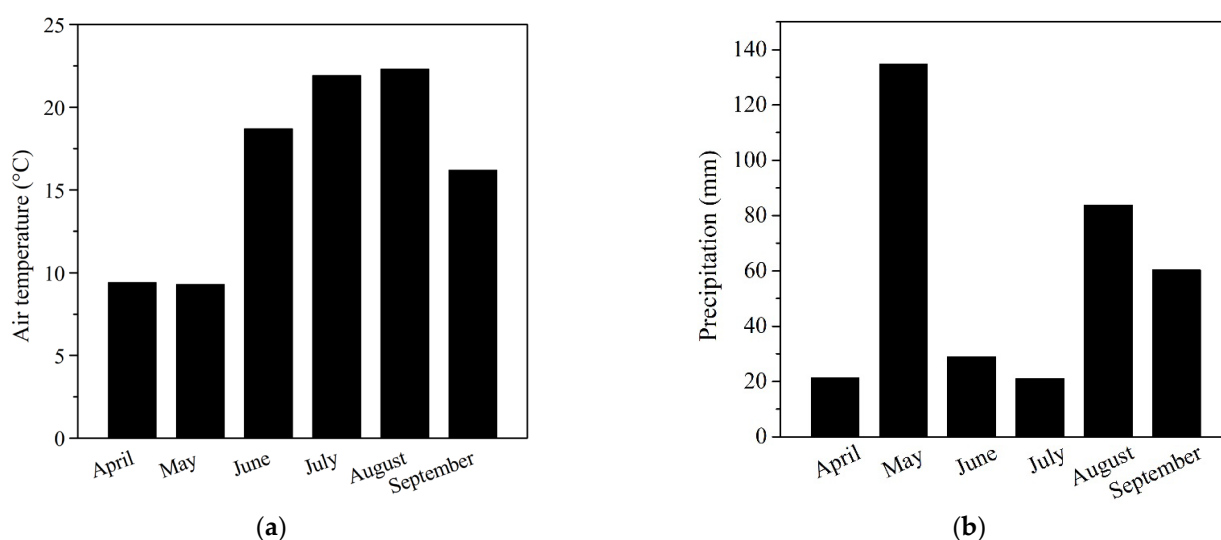 Air temperature (°C)
25
20
15
10
5
0
April
May
June
July
August
September
(a)
Precipitation (mm)
140
120
100
80
60
40
20
0
April
May
June
July
August
September
(b)